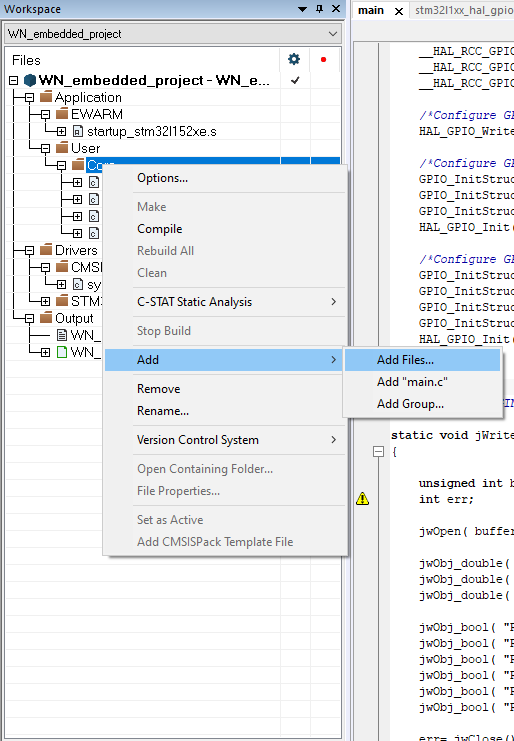 Workspace
WN_embedded_project
Files
WN_embedded_project - WN_e...
Application
EWARM
startup_stm32l152xe.s
User
Drivers
Output
WN_
WN_
Options...
Make
Compile
Rebuild All
Clean
C-STAT Static Analysis
Stop Build
Add
Remove
Rename...
Version Control System
Open Containing Folder...
File Properties...
Set as Active
Add CMSISPack Template File
Add Files...
Add "main.c"
Add Group...
main
stm32l1xx_hal_gpio
__HAL_RCC_GPIO
__HAL_RCC_GPIO
__HAL_RCC_GPIO
/*Configure GP
HAL_GPIO_Write
/*Configure GP
GPIO_InitStruc
GPIO_InitStruc
GPIO_InitStruc
HAL_GPIO_Init(
/*Configure GP
GPIO_InitStruc
GPIO_InitStruc
GPIO_InitStruc
GPIO_InitStruc
HAL_GPIO_Init(
static void jWrite
{
unsigned int b
int err;
jwOpen( buffer
jwObj_double(
jwObj_double(
jwObj_double(
jwObj_bool( "P
jwObj_bool( "P
jwObj_bool( "P
jwObj_bool( "P
jwObj_bool( "P
jwObj_bool( "P
err= jwClose()